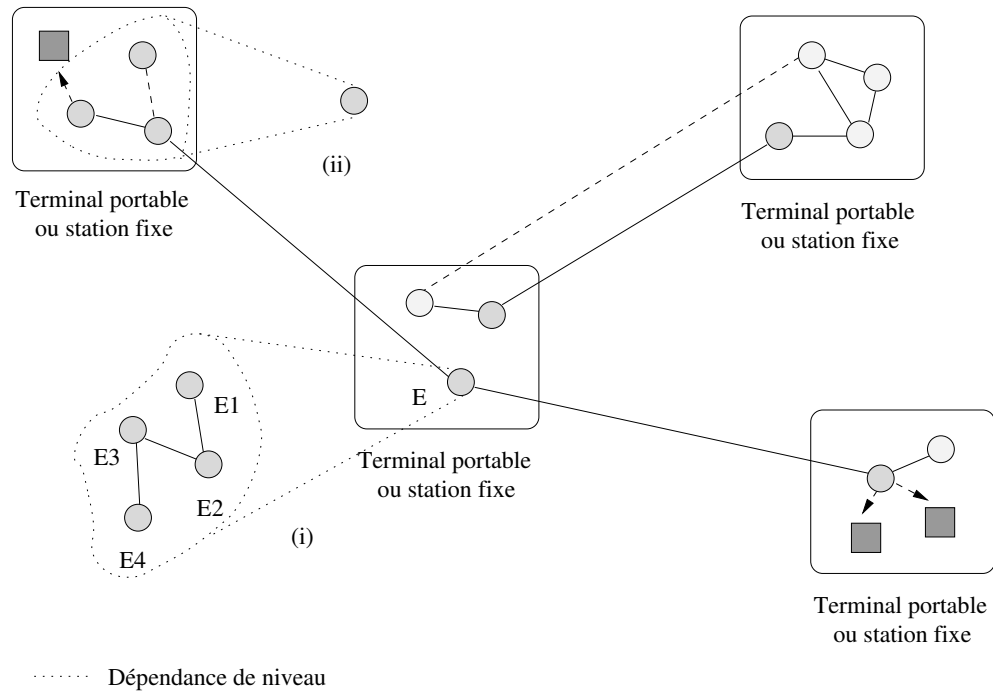 (ii)
Terminal portable
ou station fixe
Terminal portable
ou station fixe
E
E1
E3
E2
E4
(i)
Terminal portable
ou station fixe
Terminal portable
ou station fixe
Dépendance de niveau